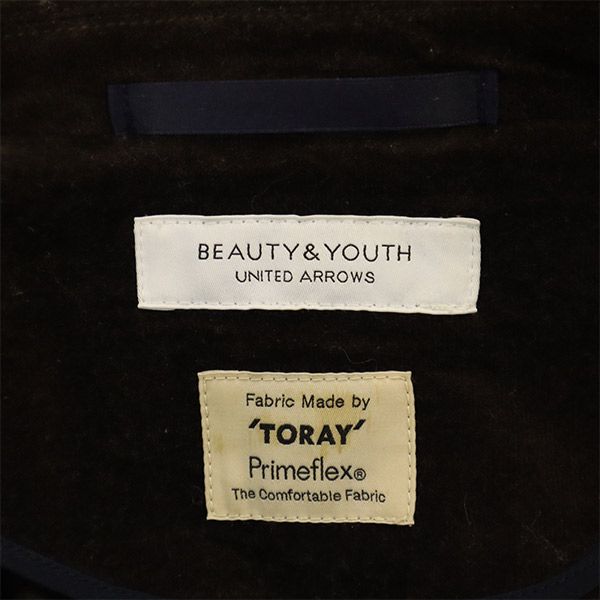 BEAUTY&YOUTH
UNITED ARROWS
Fabric Made by
'TORAY'
Primeflex®
The Comfortable Fabric